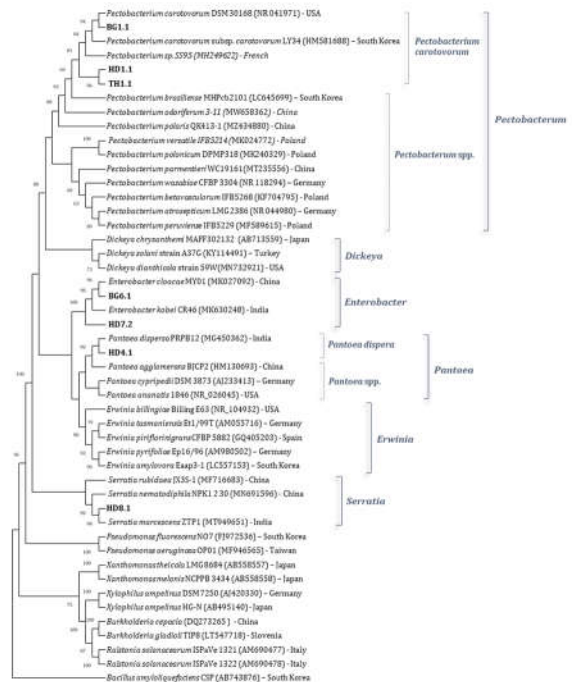 Pectobacterium carotovorum DSM 30168 (NR 041971) - USA
BG1.1
Pectobacterium carotovorum subsp. carotovorum LY34 (HM581688) – South Korea
Pectobacterium sp. SS95 (MH249622) - French
HD1.1
TH1.1
Pectobacterium brasiliense MHPcb2101 (LC645699) – South Korea
Pectobacterium odoriferum 3-11 (MW658362) - China
Pectobacterium polaris QK413-1 (MZ434880) - China
Pectobacterium versatile IFB5214 (MK024772) - Poland
Pectobacterium polonicum DPMP318 (MK240329) - Poland
Pectobacterium parmentieri WC19161 (MT235556) - China
Pectobacterium wasabiae CFBP 3304 (NR 118294) – Germany
Pectobacterium betavasculorum IFB5268 (KF704795) - Poland
Pectobacterium atrosepticum LMG2386 (NR 044980) – Germany
Pectobacterium peruviense IFB5229 (MF589615) - Poland
Dickeya chrysanthemi MAFF302132 (AB713559) – Japan
Dickeya solani strain A37G (KY114491) – Turkey
Dickeya dianthicola strain 59W (MN732921) - USA
Enterobacter cloacae MY01 (MK027092) - China
BG6.1
Enterobacter kobei CR46 (MK630248) - India
HD7.2
Pantoea dispersa PRPB12 (MG450362) - India
HD4.1
Pantoea agglomerans BJCP2 (HM130693) - China
Pantoea cypripedii DSM 3873 (AJ233413) – Germany
Pantoea ananatis 1846 (NR_026045) - USA
Erwinia billingiae Billing E63 (NR_104932) - USA
Erwinia tasmaniensis Et1/99T (AM055716) – Germany
Erwinia piriflorinigrans CFBP 5882 (GQ405203) - Spain
Erwinia pyrifoliae Ep16/96 (AM980502) – Germany
Erwinia amylovora Eaap3-1 (LC557153) – South Korea
Serratia rubidaea JX3S-1 (MF716683) - China
Serratia nematodiphila NPK1 2 30 (MN691596) - China
HD8.1
Serratia marcescens ZTP1 (MT949651) - India
Pseudomonas fluorescens NO7 (FJ972536) – South Korea
Pseudomonas aeruginosa OP01 (MF946565) - Taiwan
Xanthomonas theicola LMG8684 (AB558557) – Japan
Xanthomonas melonis NCPPB 3434 (AB558558) – Japan
Xylophilus ampelinus DSM 7250 (AJ420330) – Germany
Xylophilus ampelinus HG-N (AB495140) - Japan
Burkholderia cepacia (DQ273265) - China
Burkholderia gladioli TIP8 (LT547718) - Slovenia
Ralstonia solanacearum ISPaVe 1321 (AM690477) - Italy
Ralstonia solanacearum ISPaVe 1322 (AM690478) - Italy
Bacillus amyloliquefaciens CSP (AB743876) – South Korea
Pectobacterium
carotovorum
Pectobacterum
Pectobacterum spp.
Dickeya
Enterobacter
Pantoea dispera
Pantoea
Pantoea spp.
Erwinia
Serratia